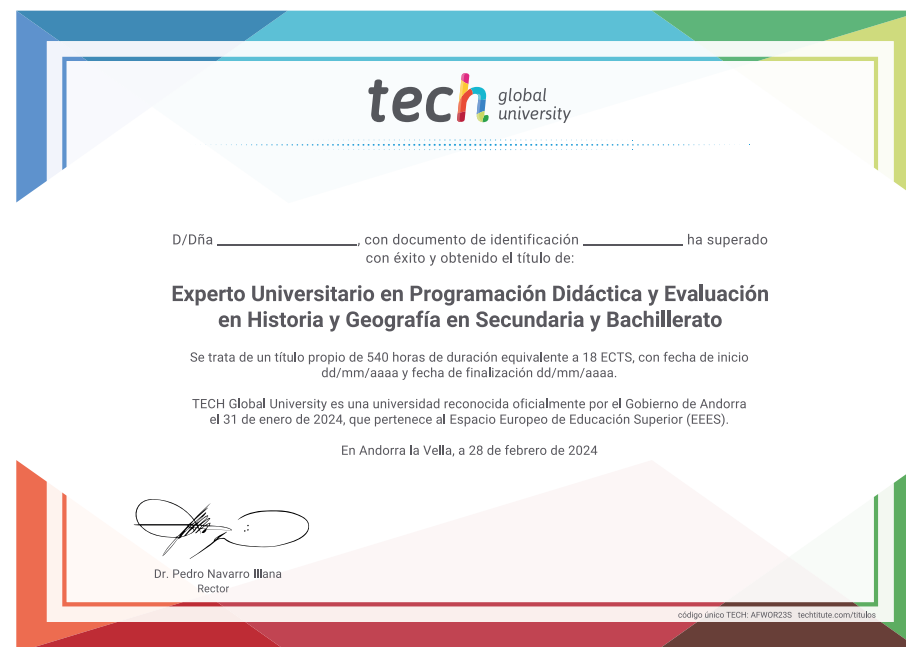 tech global university
D/Dña ________________, con documento de identificación ____________ ha superado
con éxito y obtenido el título de:
Experto Universitario en Programación Didáctica y Evaluación
en Historia y Geografía en Secundaria y Bachillerato
Se trata de un título propio de 540 horas de duración equivalente a 18 ECTS, con fecha de inicio
dd/mm/aaaa y fecha de finalización dd/mm/aaaa.
TECH Global University es una universidad reconocida oficialmente por el Gobierno de Andorra
el 31 de enero de 2024, que pertenece al Espacio Europeo de Educación Superior (EEES).
En Andorra la Vella, a 28 de febrero de 2024
Dr. Pedro Navarro Illana
Rector
código único TECH: AFWOR23S techtitute.com/titulos